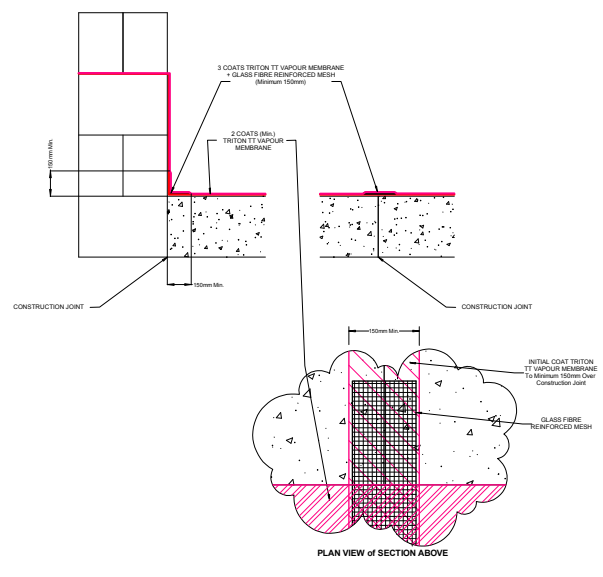 3 COATS TRITON TT VAPOUR MEMBRANE
+ GLASS FIBRE REINFORCED MESH
(Minimum 150mm)
2 COATS (Min.)
TRITON TT VAPOUR
MEMBRANE
150mm Min.
150mm Min.
CONSTRUCTION JOINT
CONSTRUCTION JOINT
150mm Min.
INITIAL COAT TRITON
TT VAPOUR MEMBRANE
To Minimum 150mm Over
Construction Joint
GLASS FIBRE
REINFORCED MESH
PLAN VIEW of SECTION ABOVE